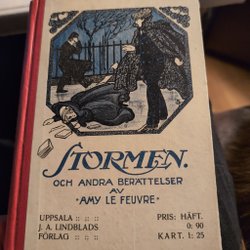 STORMEN.
OCH ANDRA BERÄTTELSER
AV
·AMY LE FEUVRE·
UPPSALA :: :: :: PRIS: HÄFT.
J. A. LINDBLADS 0: 90
FÖRLAG :: :: :: KART. 1: 25